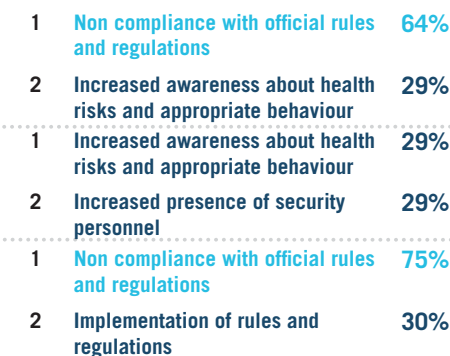 1 Non compliance with official rules 64%
and regulations
2 Increased awareness about health 29%
risks and appropriate behaviour
1 Increased awareness about health 29%
risks and appropriate behaviour
2 Increased presence of security 29%
personnel
1 Non compliance with official rules 75%
and regulations
2 Implementation of rules and 30%
regulations